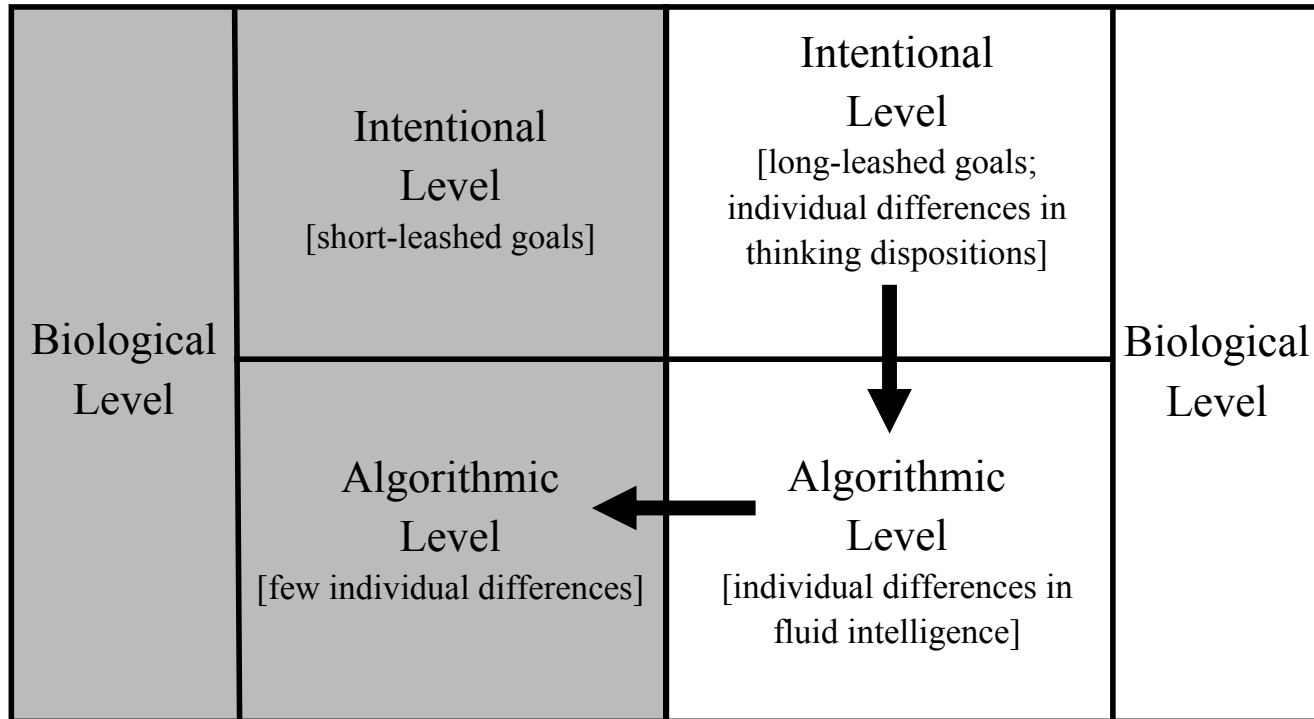 Biological
Level
Intentional
Level
[short-leashed goals]
Algorithmic
Level
[few individual differences]
Intentional
Level
[long-leashed goals;
individual differences in
thinking dispositions]
Algorithmic
Level
[individual differences in
fluid intelligence]
Biological
Level